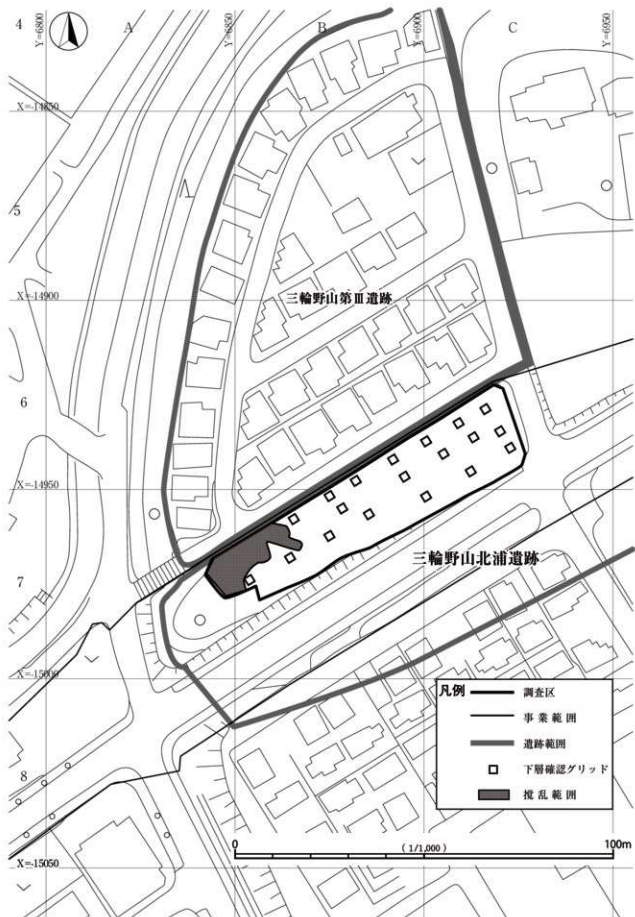 4
A
B
C
Y=6800
Y=6850
Y=6900
Y=6950
X=-14850
5
X=-14900
三輪野山第Ⅲ遺跡
6
X=-14950
三輪野山北浦遺跡
7
X=-15000
凡例
調査区
事業範囲
遺跡範囲
下層確認グリッド
撹乱範囲
8
0
(1/1,000)
100m
X=-15050